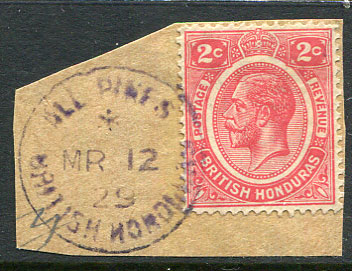 2C 2C
POSTAGE REVENUE
BRITISH HONDURAS
ALL PINES
*
MR 12
29
BRITISH HONDURAS